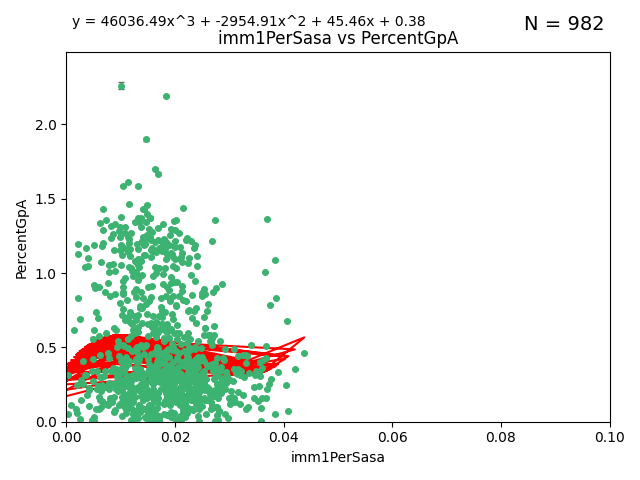 y = 46036.49x^3 + -2954.91x^2 + 45.46x + 0.38
N = 982
imm1PerSasa vs PercentGpA
PercentGpA
2.0
1.5
1.0
0.5
0.0
0.00 0.02 0.04 0.06 0.08 0.10
imm1PerSasa